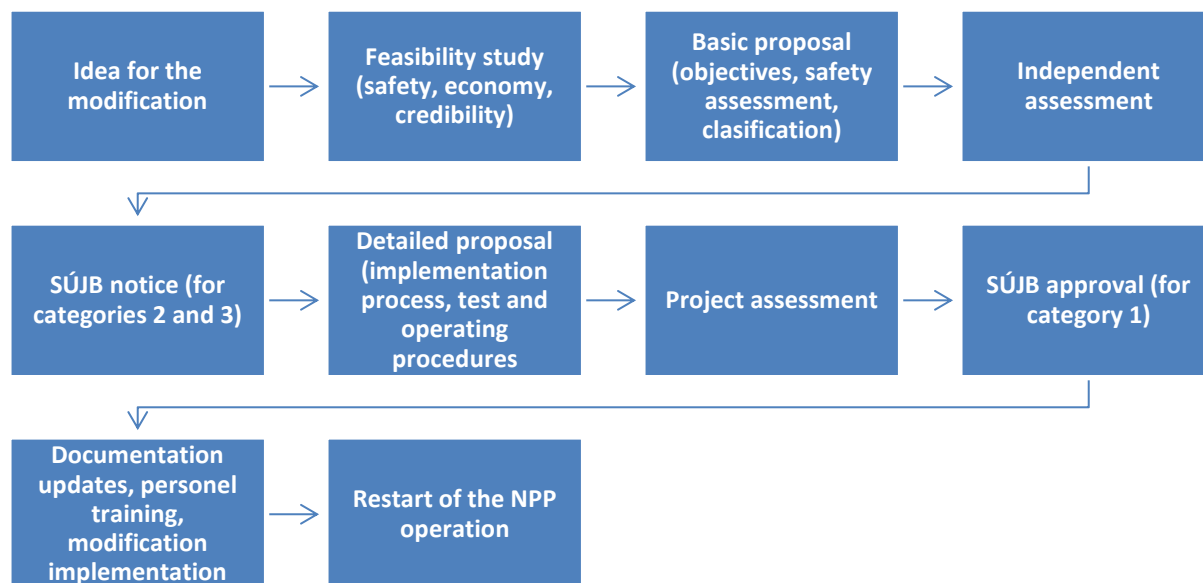 Idea for the
modification
Feasibility study
(safety, economy,
credibility)
Basic proposal
(objectives, safety
assessment,
clasification)
Independent
assessment
SÚJB notice (for
categories 2 and 3)
Detailed proposal
(implementation
process, test and
operating
procedures
Project assessment
SÚJB approval (for
category 1)
Documentation
updates, personel
training,
modification
implementation
Restart of the NPP
operation